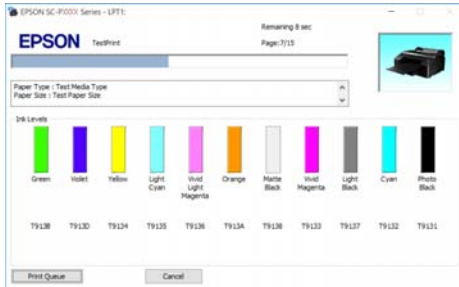 EPSON SC-PXXXX Series - LPT1:
EPSON
TestPrint
Remaining 8 sec
Page:7/15
Paper Type : Test Media Type
Paper Size : Test Paper Size
Ink Levels
Green
Violet
Yellow
Light
Cyan
Vivid
Light
Magenta
Orange
Matte
Black
Vivid
Magenta
Light
Black
Cyan
Photo
Black
T913B T913D T9134 T9135 T9136 T913A T9138 T9133 T9137 T9132 T9131
Print Queue
Cancel